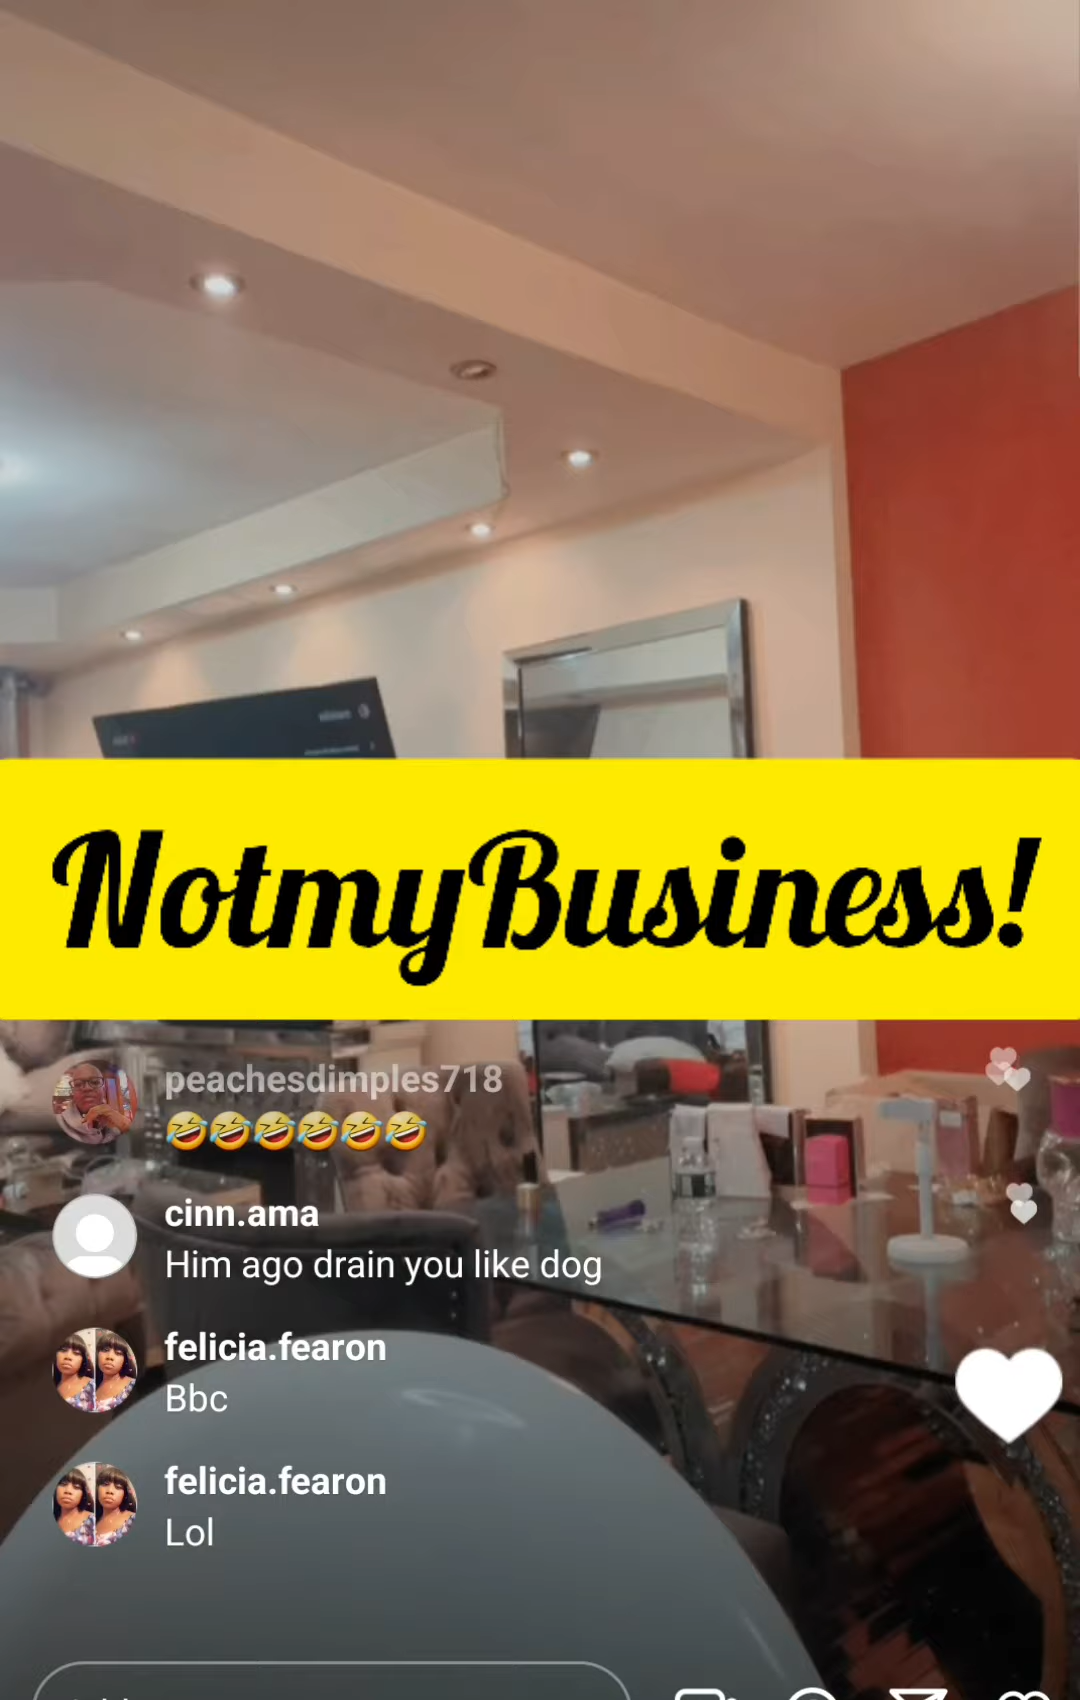 NotmyBusiness!
peachesdimples718
🤣🤣🤣🤣🤣🤣
cinn.ama
Him ago drain you like dog
felicia.fearon
Bbc
felicia.fearon
Lol